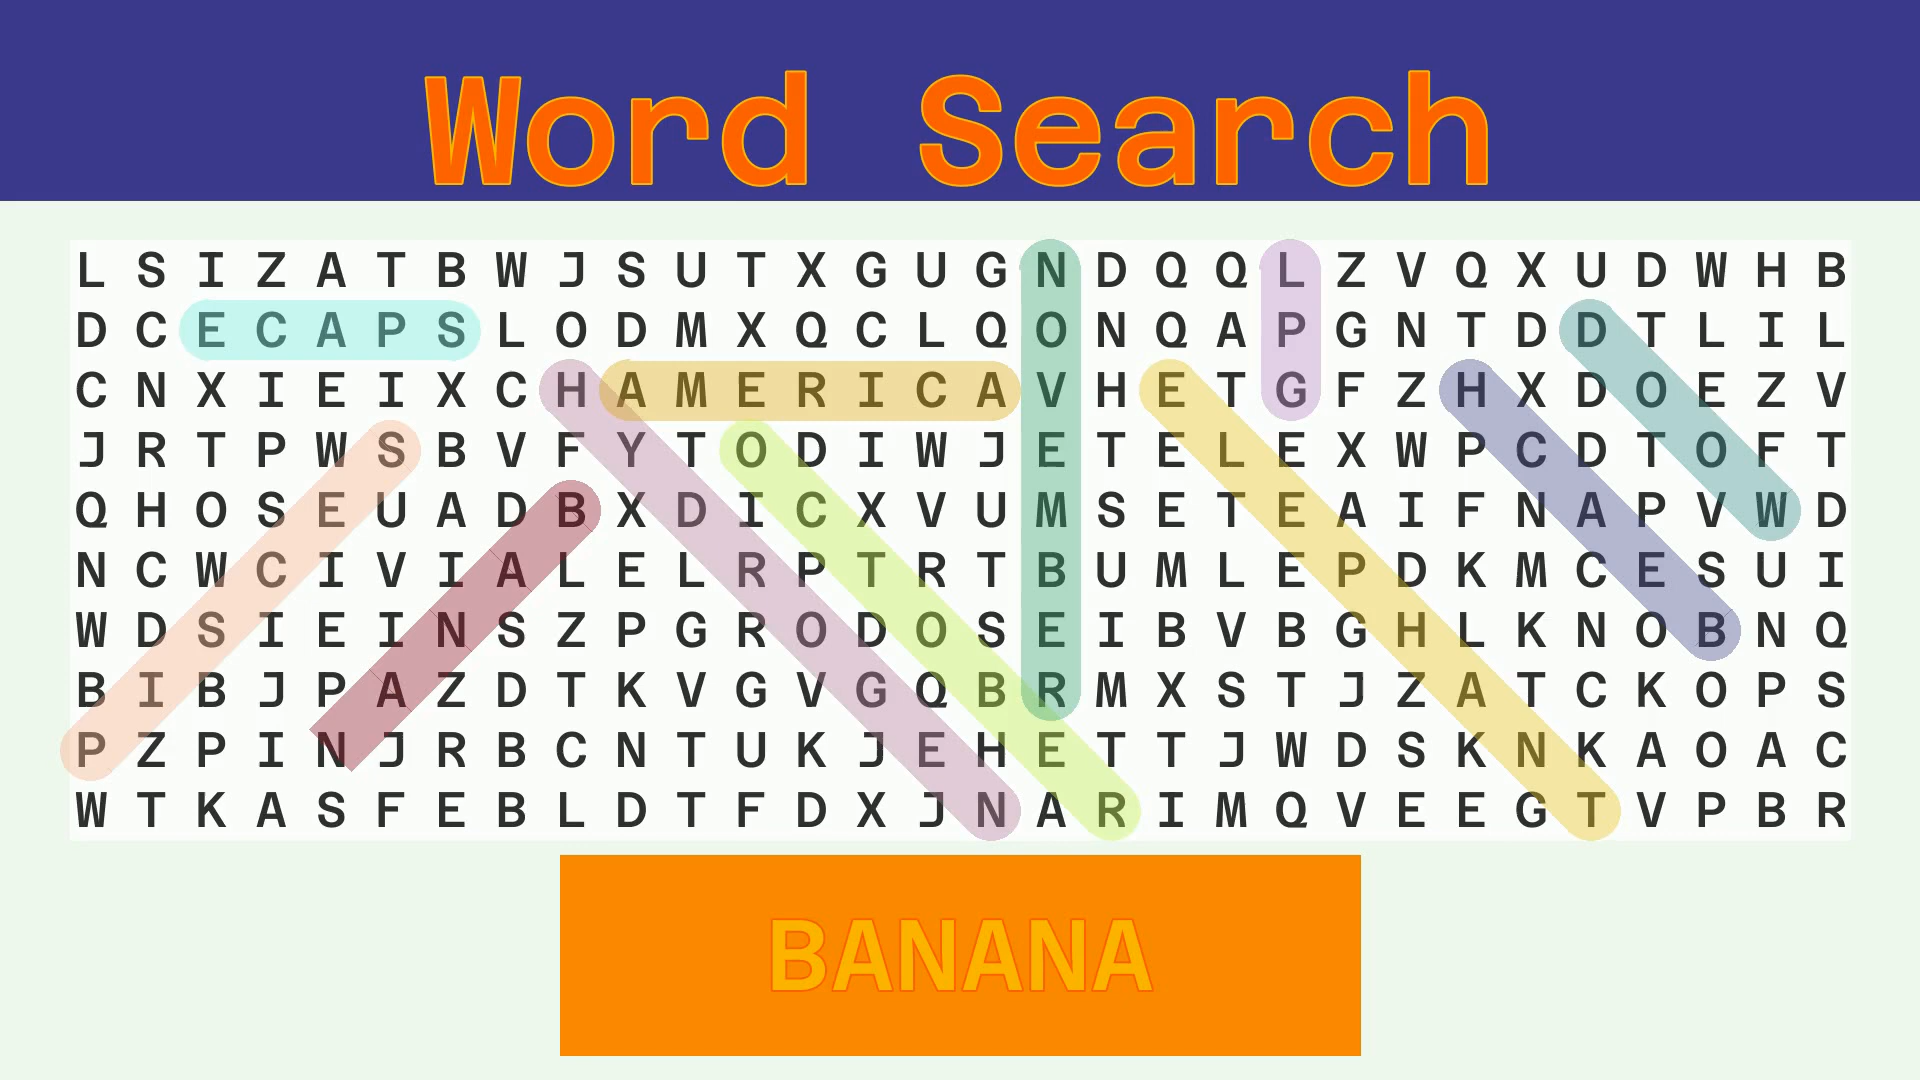 Word Search
L S I Z A T B W J S U T X G U G N D Q Q L Z V Q X U D W H B
D C E C A P S L O D M X Q C L Q O N Q A P G N T D D T L I L
C N X I E I X C H A M E R I C A V H E T G F Z H X D O E Z V
J R T P W S B V F Y T O D I W J E T E L E X W P C D T O F T
Q H O S E U A D B X D I C X V U M S E T E A I F N A P V W D
N C W C I V I A L E L R P T R T B U M L E P D K M C E S U I
W D S I E I N S Z P G R O D O S E I B V B G H L K N O B N Q
B I B J P A Z D T K V G V G Q B R M X S T J Z A T C K O P S
P Z P I N J R B C N T U K J E H E T T J W D S K N K A O A C
W T K A S F E B L D T F D X J N A R I M Q V E E G T V P B R
BANANA